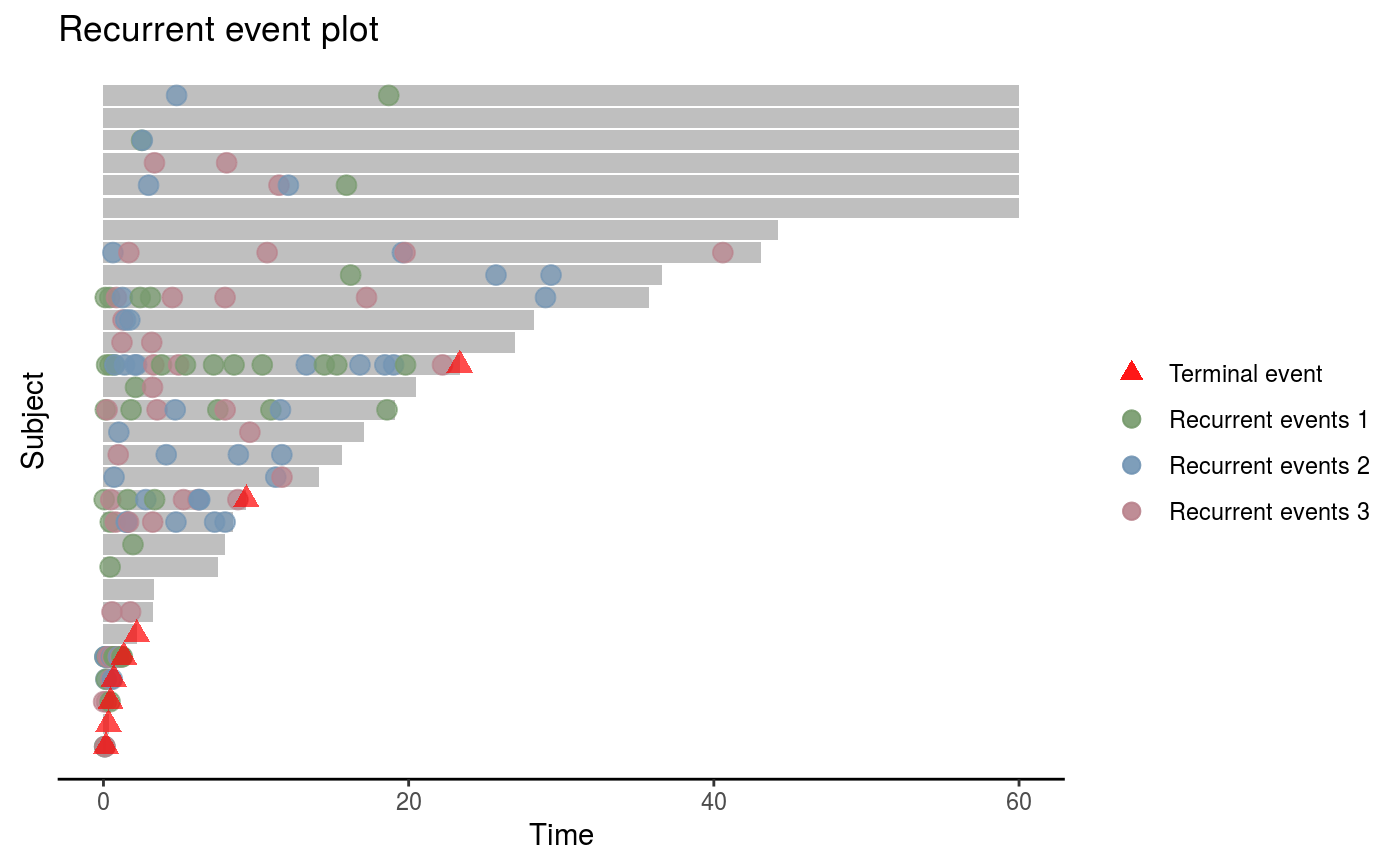 Recurrent event plot
Subject
Terminal event
Recurrent events 1
Recurrent events 2
Recurrent events 3
0 20 40 60
Time